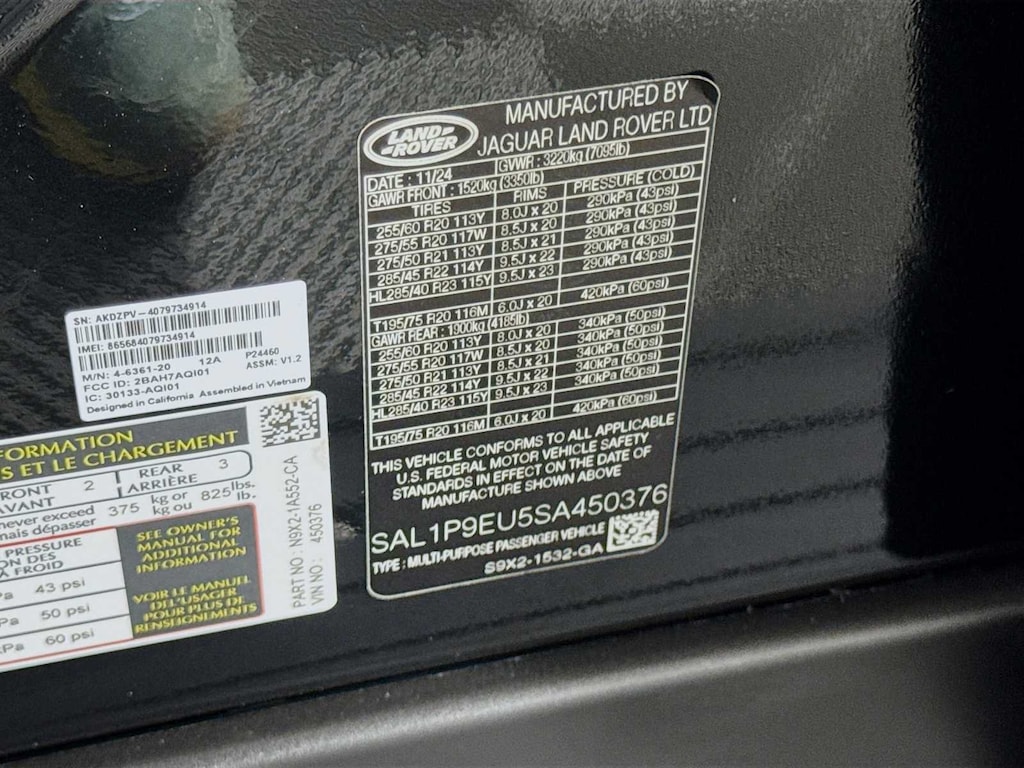 LAND
ROVER
MANUFACTURED BY
JAGUAR LAND ROVER LTD
DATE : 11/24 GVWR : 3220kg (7095lb)
GAWR FRONT : 1520kg (3350lb)
TIRES RIMS PRESSURE (COLD)
255/60 R20 113Y 8.0J x 20 290kPa (43psi)
275/55 R20 117W 8.5J x 20 290kPa (43psi)
275/50 R21 113Y 8.5J x 21 290kPa (43psi)
285/45 R22 114Y 9.5J x 22 290kPa (43psi)
HL285/40 R23 115Y 9.5J x 23 290kPa (43psi)
T195/75 R20 116M 6.0J x 20 420kPa (60psi)
GAWR REAR : 1900kg (4185lb)
255/60 R20 113Y 8.0J x 20 340kPa (50psi)
275/55 R20 117W 8.5J x 20 340kPa (50psi)
275/50 R21 113Y 8.5J x 21 340kPa (50psi)
285/45 R22 114Y 9.5J x 22 340kPa (50psi)
HL285/40 R23 115Y 9.5J x 23 340kPa (50psi)
T195/75 R20 116M 6.0J x 20 420kPa (60psi)
THIS VEHICLE CONFORMS TO ALL APPLICABLE
U.S. FEDERAL MOTOR VEHICLE SAFETY
STANDARDS IN EFFECT ON THE DATE OF
MANUFACTURE SHOWN ABOVE
SAL1P9EU5SA450376
TYPE : MULTI-PURPOSE PASSENGER VEHICLE
S9X2-1532-GA
SN: AKDZPV-4079734914
IMEI: 865684079734914
M/N: 4-6361-20 12A P24460
FCC ID: 2BAH7AQI01 ASSM: V1.2
IC: 30133-AQI01
Designed in California Assembled in Vietnam
FORMATION
S ET LE CHARGEMENT
FRONT 2 REAR 3
AVANT ARRIÈRE
never exceed 375 kg or 825 lbs.
mais dépasser kg ou lb.
PRESSURE
ON DES
À FROID
Pa 43 psi
Pa 50 psi
kPa 60 psi
SEE OWNER'S
MANUAL FOR
ADDITIONAL
INFORMATION
VOIR LE MANUEL
DE L'USAGER
POUR PLUS DE
RENSEIGNEMENTS
PART NO : N9X2-1A552-CA
VIN NO : 450376